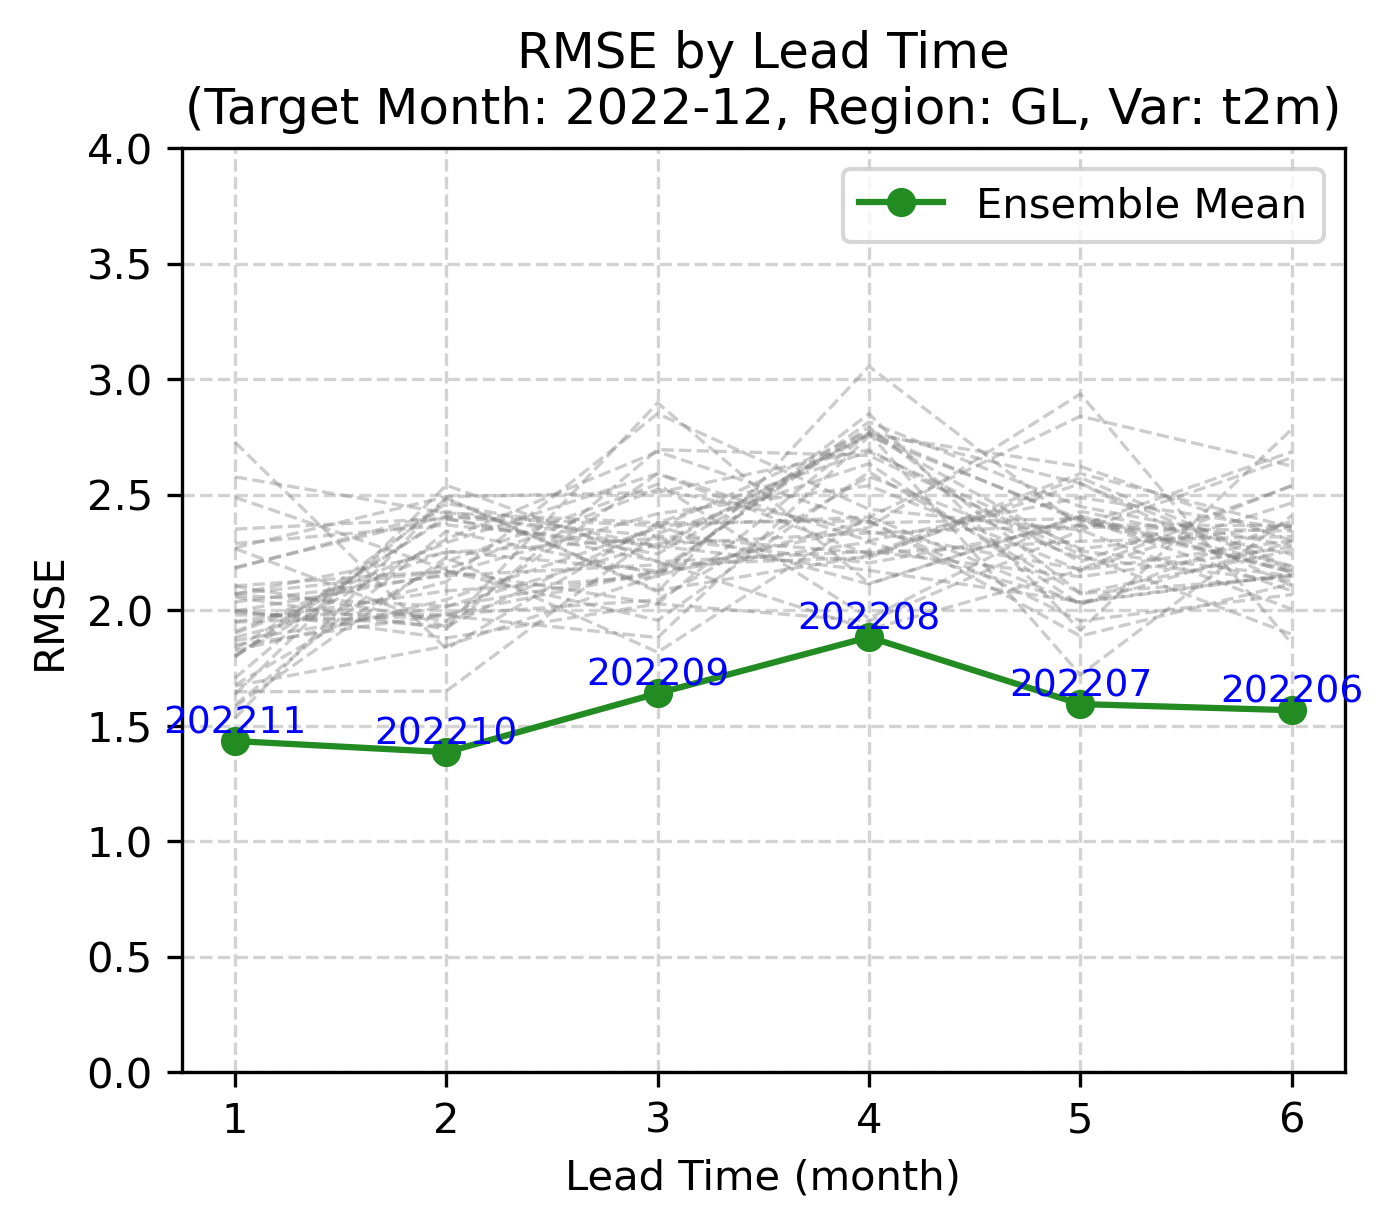 RMSE by Lead Time
(Target Month: 2022-12, Region: GL, Var: t2m)
Ensemble Mean
4.0
3.5
3.0
2.5
2.0
1.5
1.0
0.5
0.0
RMSE
202211
202210
202209
202208
202207
202206
1 2 3 4 5 6
Lead Time (month)